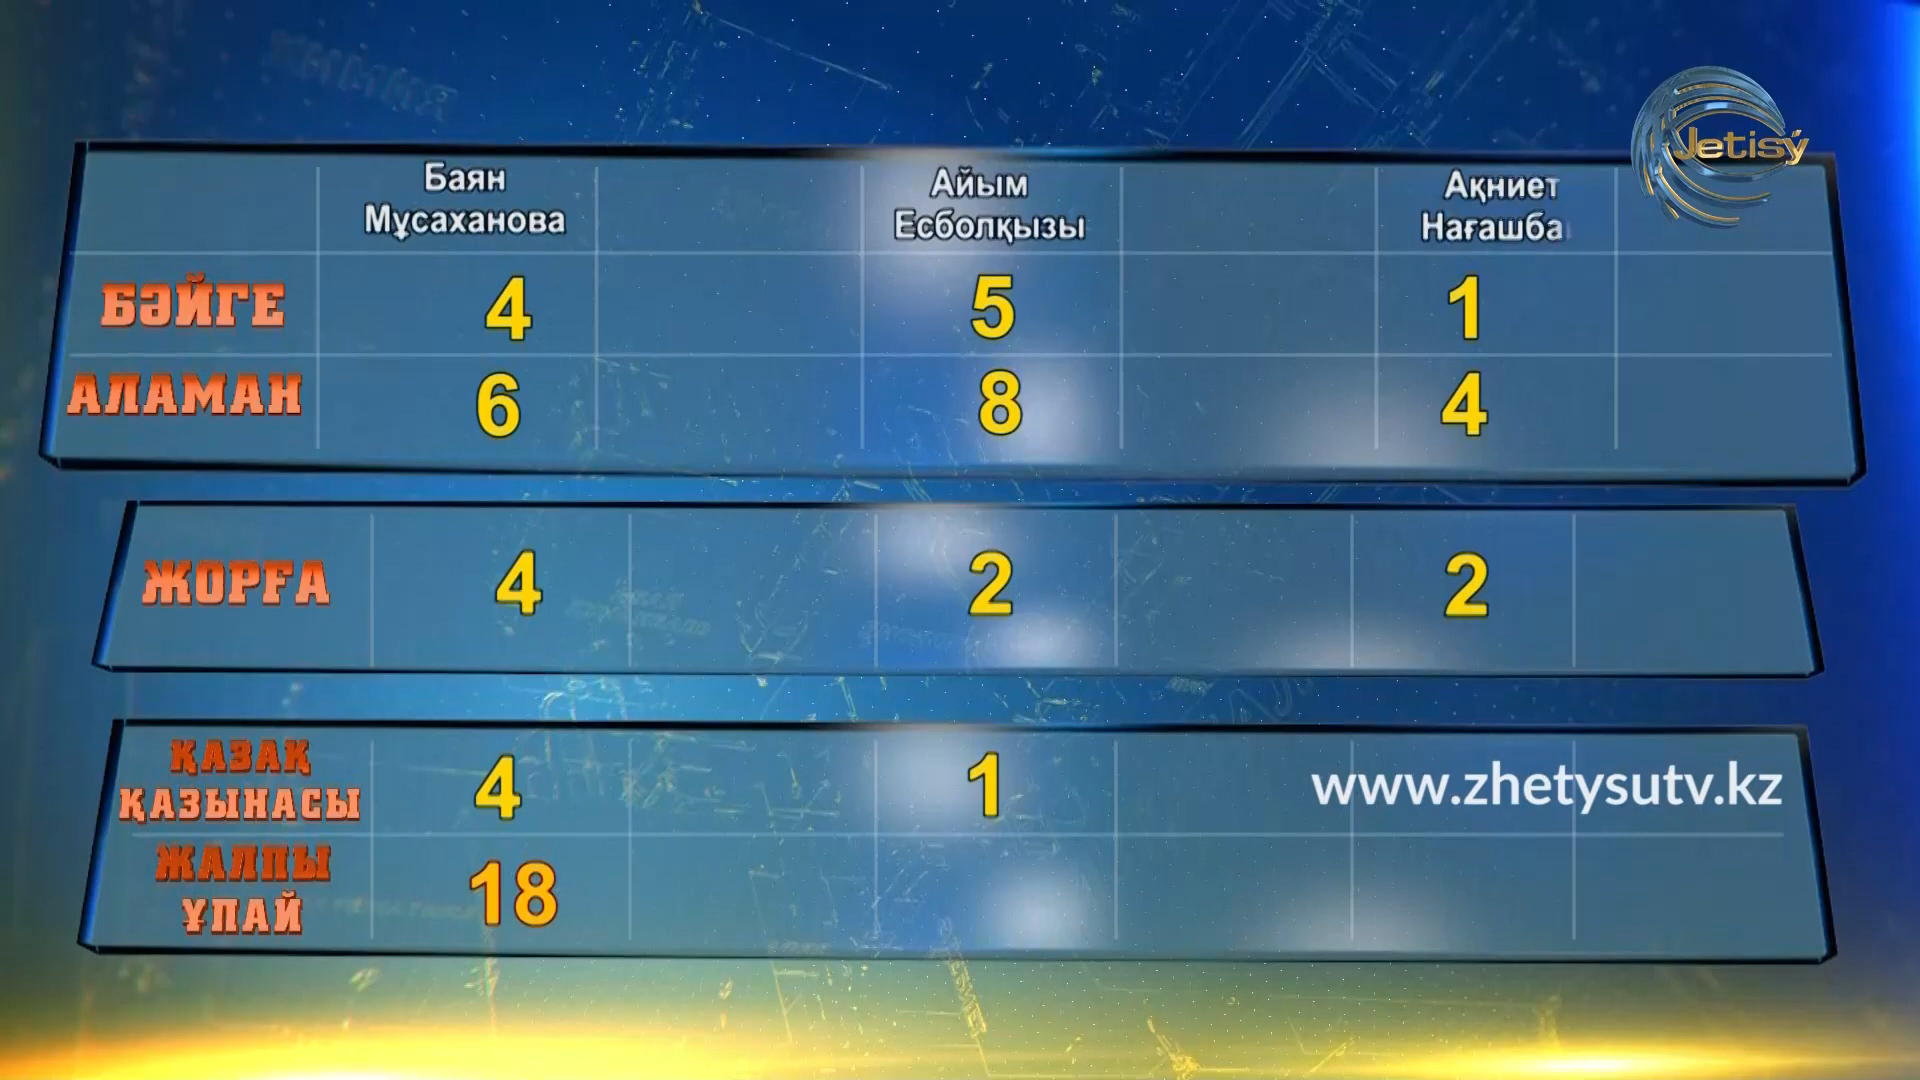 Jetisý
Баян Айым Ақниет
Мұсаханова Есболқызы Нағашба
БӘЙГЕ 4 5 1
АЛАМАН 6 8 4
ЖОРҒА 4 2 2
ҚАЗАҚ
ҚАЗЫНАСЫ 4 1 www.zhetysutv.kz
ЖАЛПЫ
ҰПАЙ 18